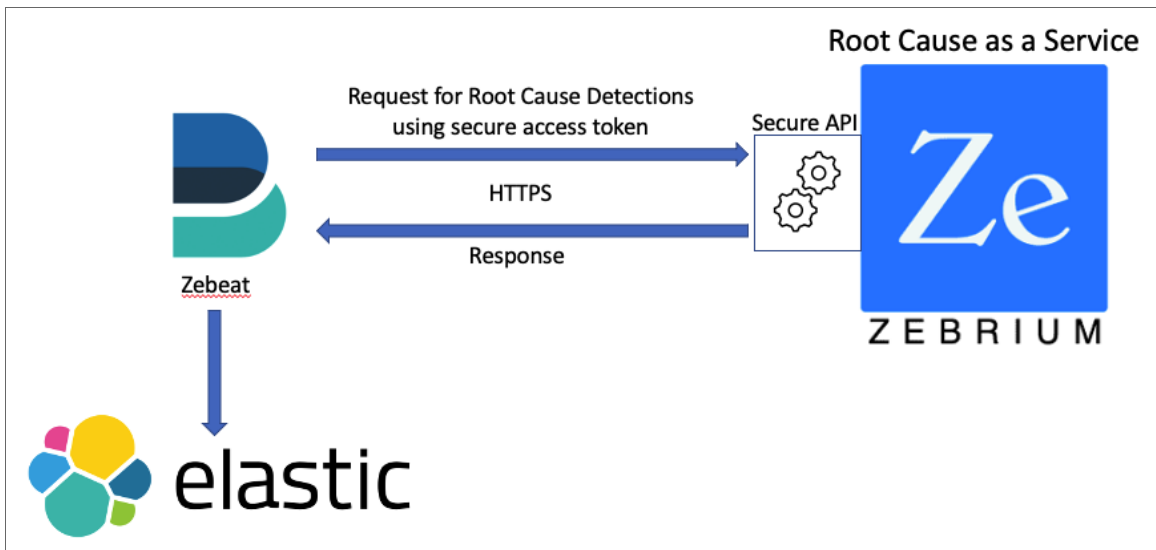 Root Cause as a Service
Request for Root Cause Detections
using secure access token
Secure API
HTTPS
Response
Ze
ZEBRIUM
Zebeat
elastic